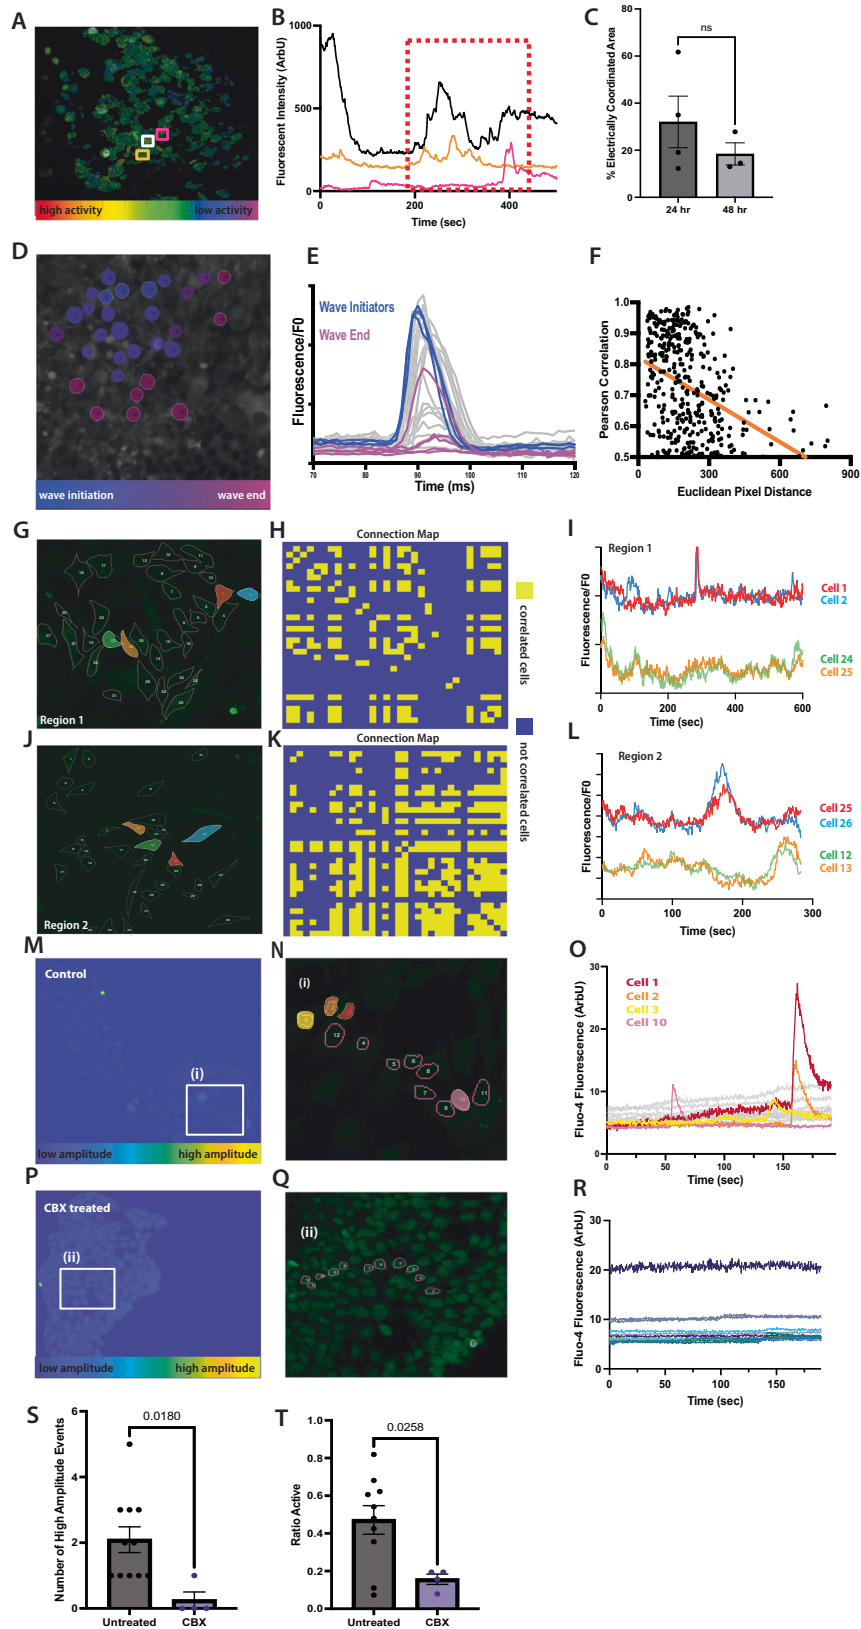 A
high activity
low activity
B
Fluorescent Intensity (ArbU)
1000
500
0
0
200
400
Time (sec)
C
% Electrically Coordinated Area
80
60
40
20
0
ns
24 hr
48 hr
D
wave initiation
wave end
E
Fluorescence/F0
Wave Initiators
Wave End
70
80
90
100
110
120
Time (ms)
F
Pearson Correlation
1.0
0.9
0.8
0.7
0.6
0.5
0
300
600
900
Euclidean Pixel Distance
G
Region 1
H
Connection Map
correlated cells
not correlated cells
I
Region 1
Fluorescence/F0
Cell 1
Cell 2
Cell 24
Cell 25
0
200
400
600
Time (sec)
J
Region 2
K
Connection Map
L
Region 2
Fluorescence/F0
Cell 25
Cell 26
Cell 12
Cell 13
0
100
200
300
Time (sec)
M
Control
(i)
low amplitude
high amplitude
N
(i)
12
4
5
6
8
7
9
11
O
Fluo-4 Fluorescence (ArbU)
30
20
10
0
Cell 1
Cell 2
Cell 3
Cell 10
0
50
100
150
Time (sec)
P
CBX treated
(ii)
low amplitude
high amplitude
Q
(ii)
R
Fluo-4 Fluorescence (ArbU)
30
20
10
0
0
50
100
150
Time (sec)
S
Number of High Amplitude Events
6
4
2
0
0.0180
Untreated
CBX
T
Ratio Active
1.0
0.8
0.6
0.4
0.2
0.0
0.0258
Untreated
CBX